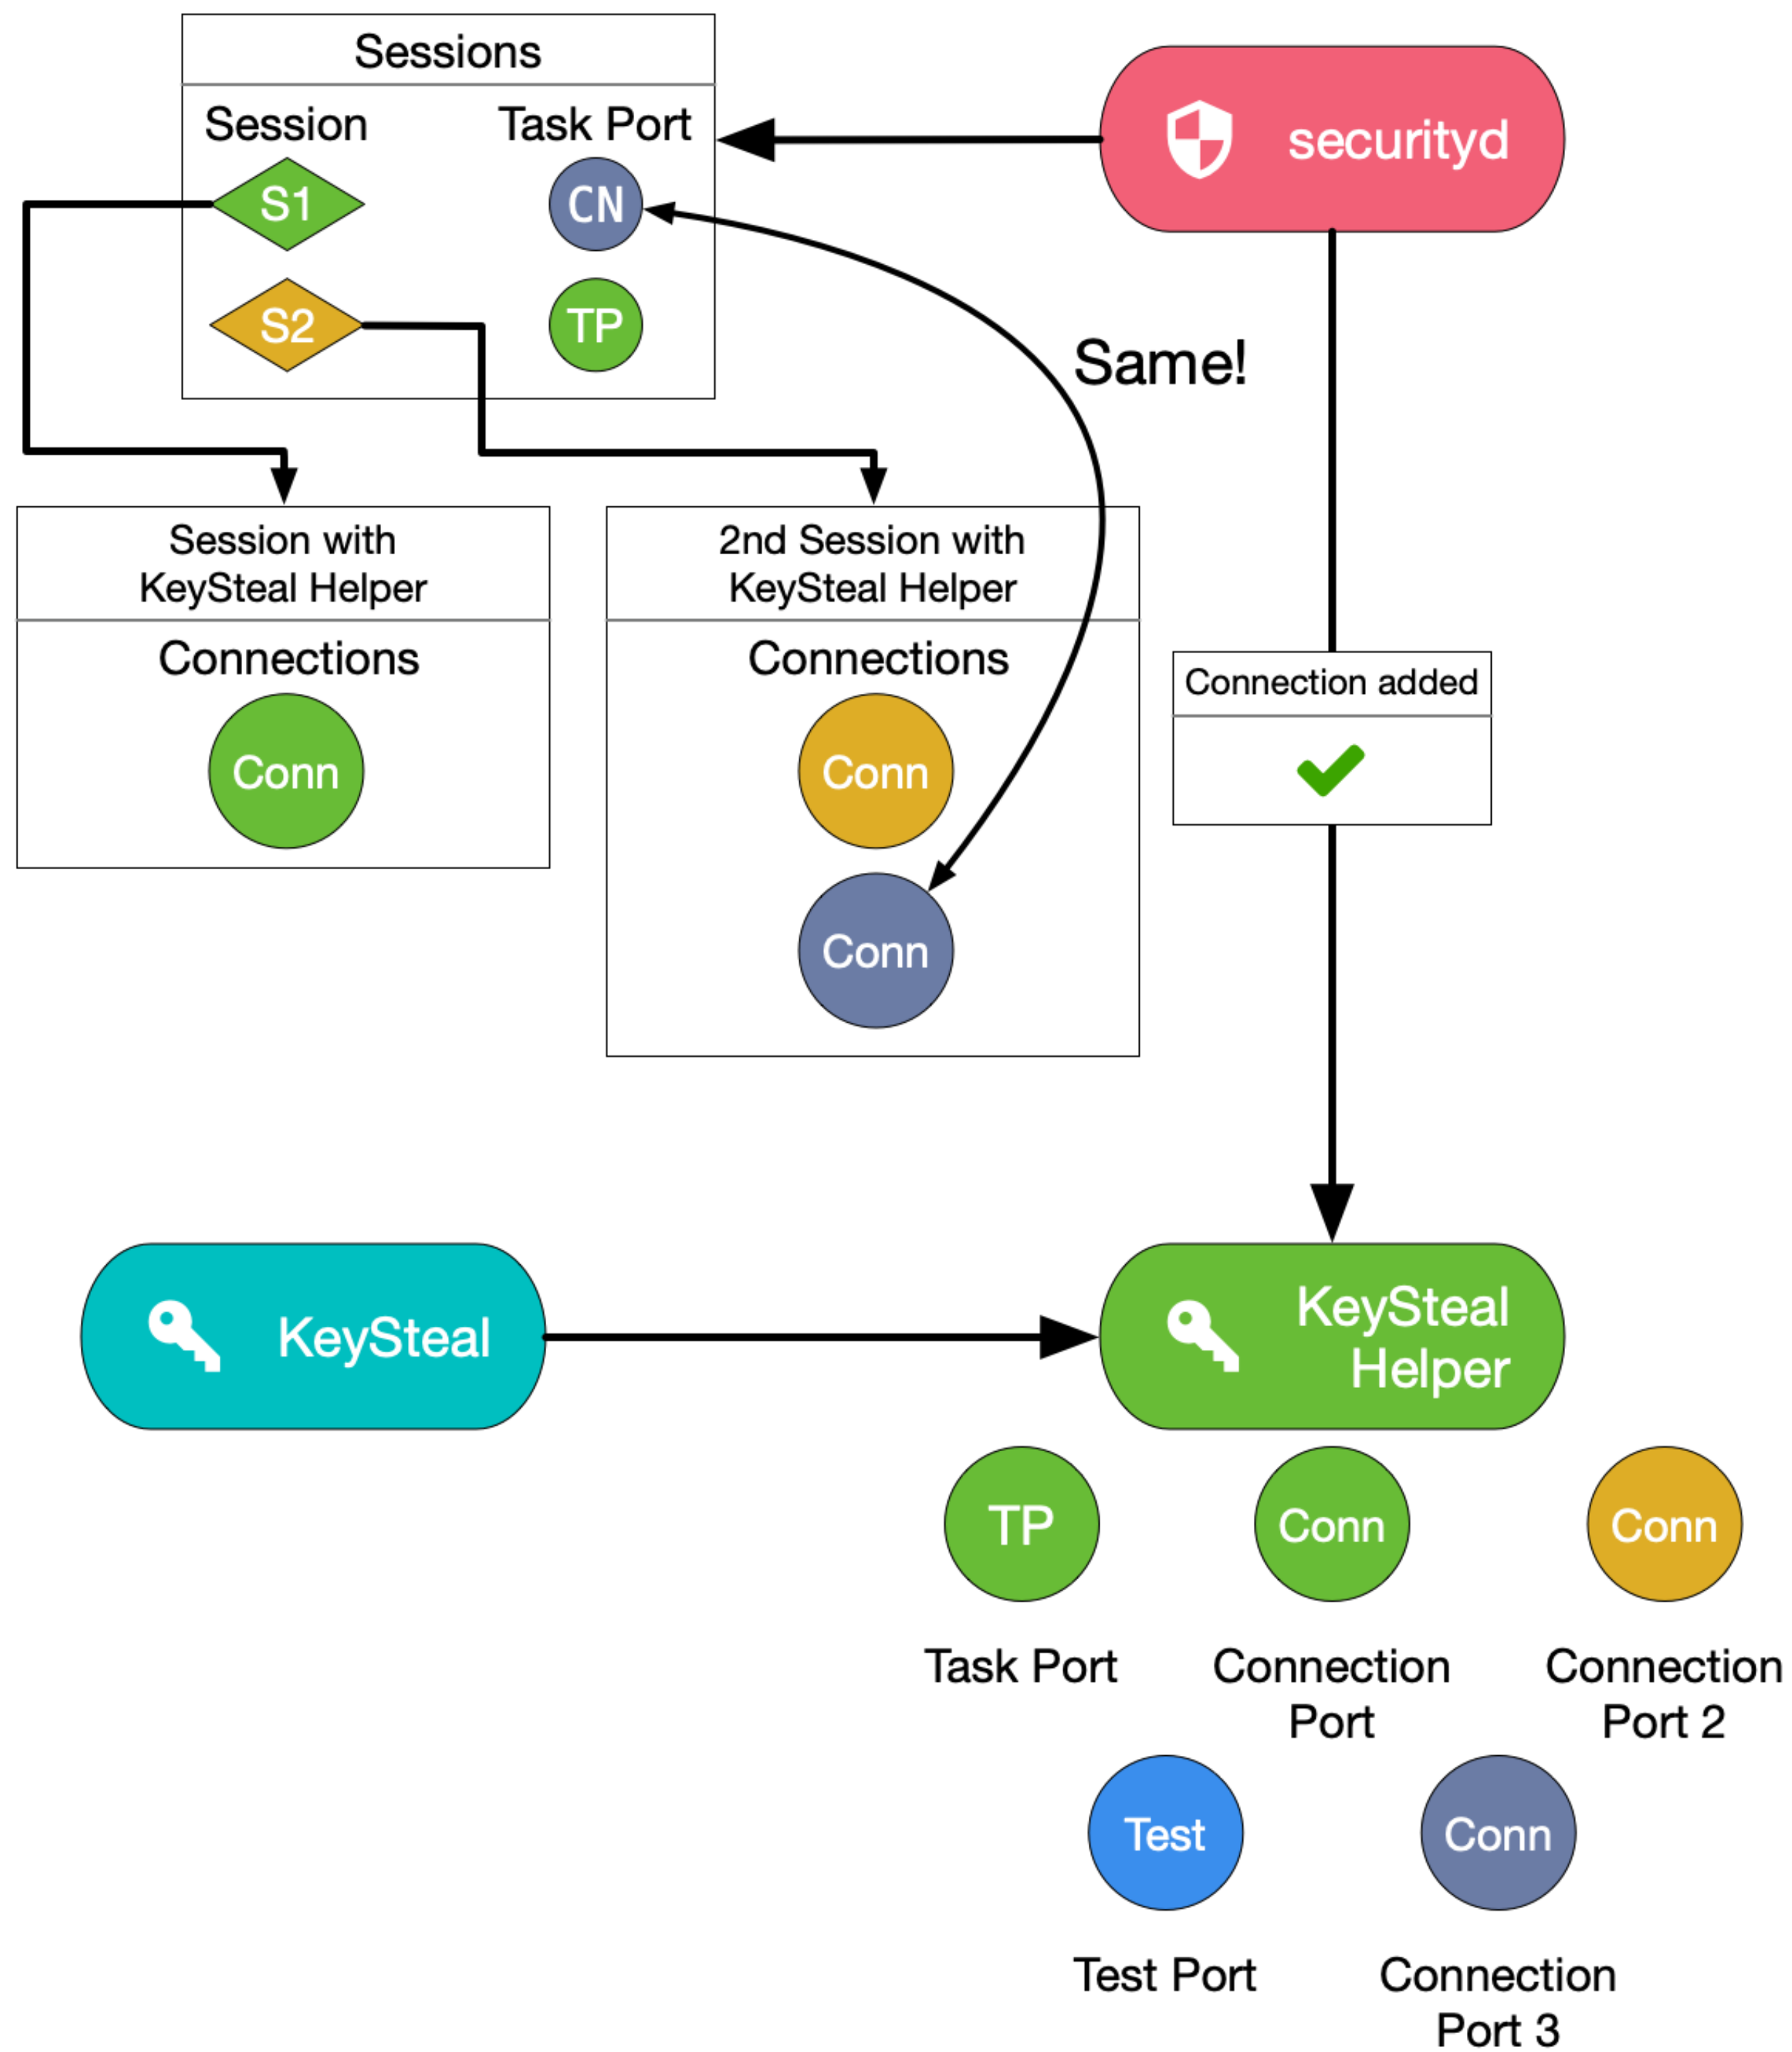 Sessions
Session
Task Port
S1
CN
S2
TP
securityd
Same!
Session with
KeySteal Helper
Connections
Conn
2nd Session with
KeySteal Helper
Connections
Conn
Conn
Connection added
KeySteal
KeySteal
Helper
TP
Conn
Conn
Task Port
Connection
Port
Connection
Port 2
Test
Conn
Test Port
Connection
Port 3